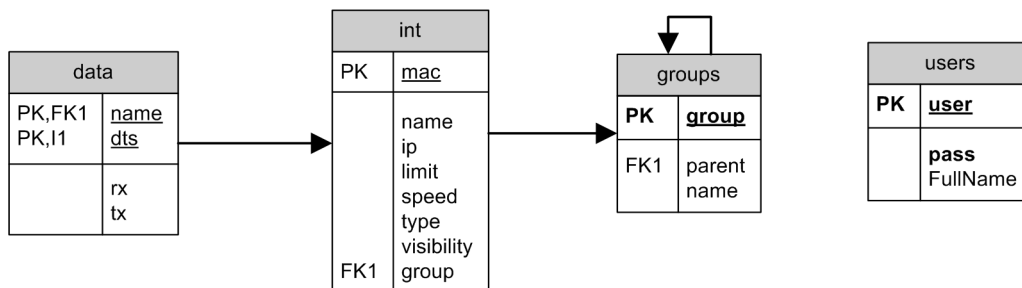 data
PK,FK1 name
PK,I1 dts
rx
tx
int
PK mac
name
ip
limit
speed
type
visibility
FK1 group
groups
PK group
FK1 parent
name
users
PK user
pass
FullName